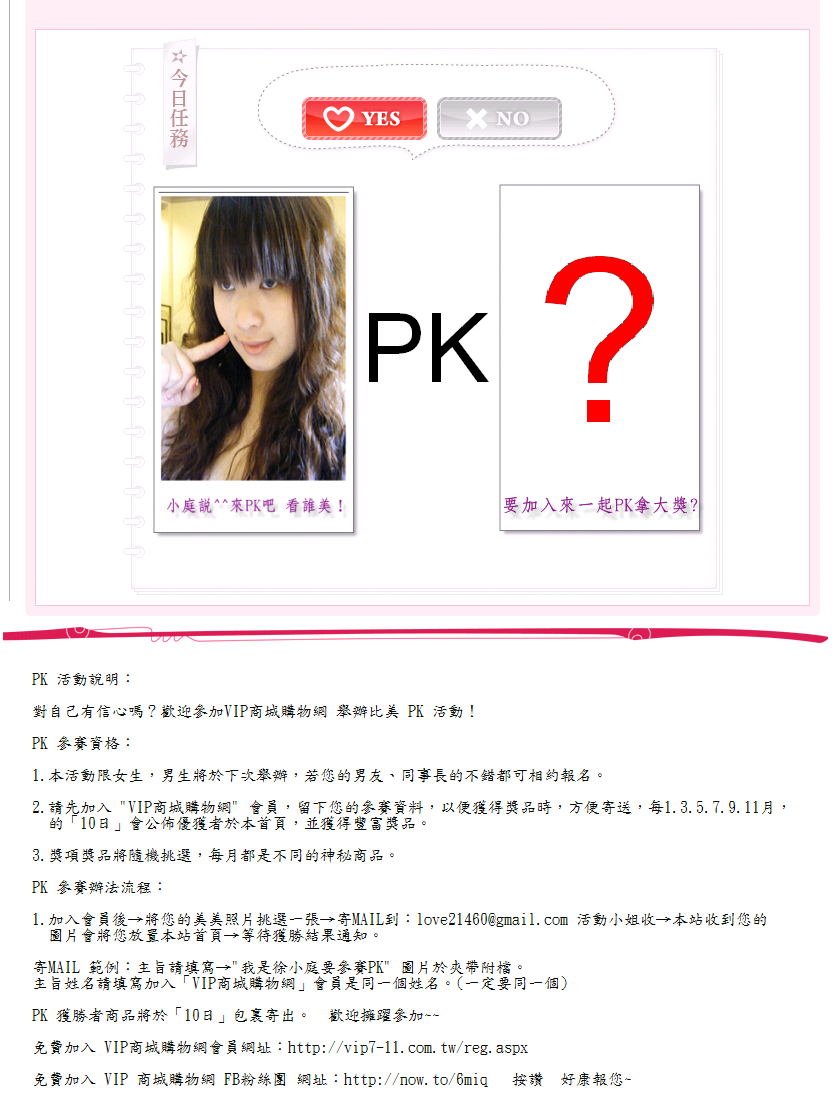 今日任務
YES
NO
PK
?
小庭說^^來PK吧 看誰美！
要加入來一起PK拿大獎?
PK 活動說明：
對自己有信心嗎？歡迎參加VIP商城購物網 舉辦比美 PK 活動！
PK 參賽資格：
1.本活動限女生，男生將於下次舉辦，若您的男友、同事長的不錯都可相約報名。
2.請先加入 "VIP商城購物網" 會員，留下您的參賽資料，以便獲得獎品時，方便寄送，每1.3.5.7.9.11月，
的「10日」會公佈優獲者於本首頁，並獲得豐富獎品。
3.獎項獎品將隨機挑選，每月都是不同的神秘商品。
PK 參賽辦法流程：
1.加入會員後→將您的美美照片挑選一張→寄MAIL到：love21460@gmail.com 活動小姐收→本站收到您的
圖片會將您放置本站首頁→等待獲勝結果通知。
寄MAIL 範例：主旨請填寫→"我是徐小庭要參賽PK" 圖片於夾帶附檔。
主旨姓名請填寫加入「VIP商城購物網」會員是同一個姓名。(一定要同一個)
PK 獲勝者商品將於「10日」包裹寄出。 歡迎擁躍參加~~
免費加入 VIP商城購物網會員網址：http://vip7-11.com.tw/reg.aspx
免費加入 VIP 商城購物網 FB粉絲團 網址：http://now.to/6miq 按讚 好康報您~